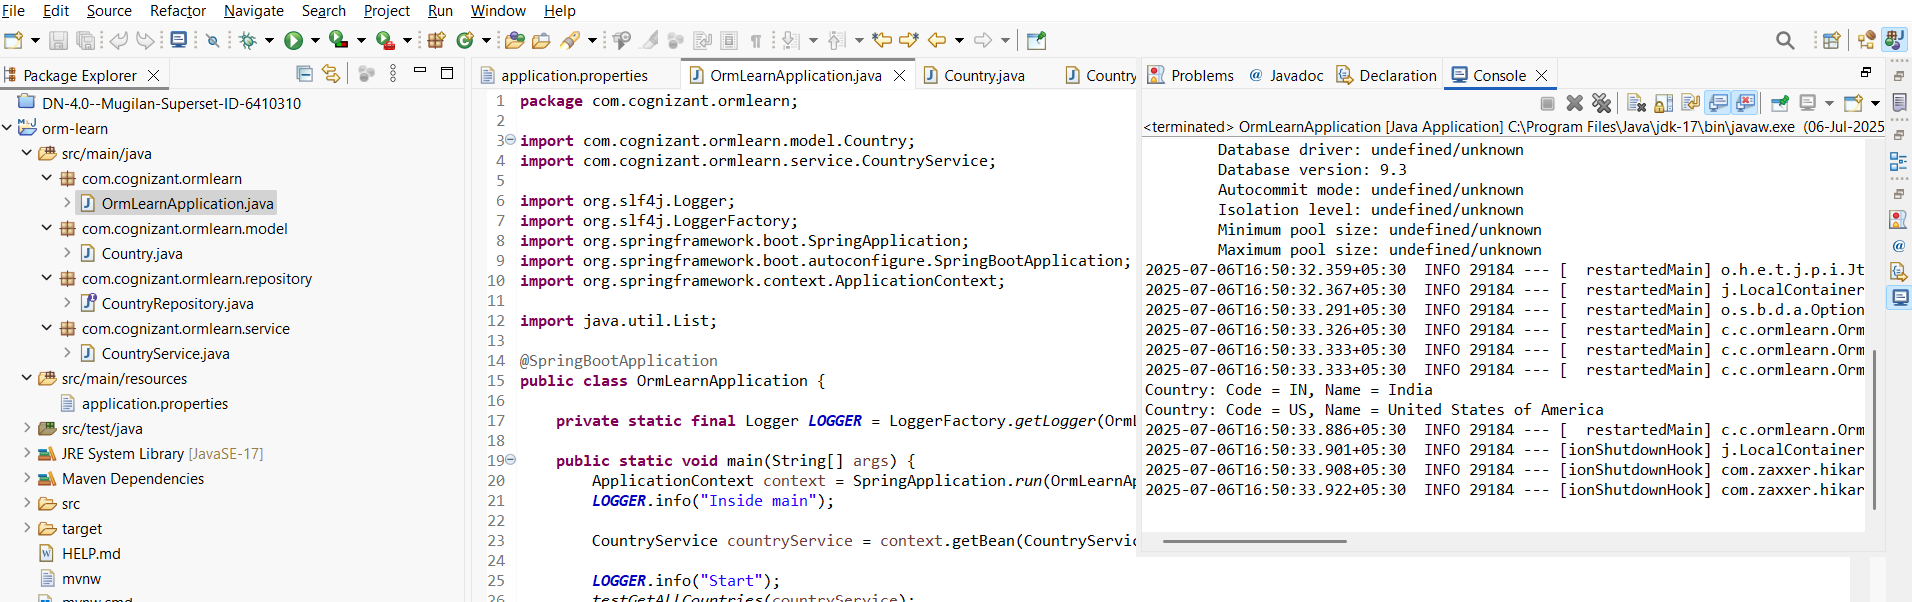 File Edit Source Refactor Navigate Search Project Run Window Help
Package Explorer
DN-4.0--Mugilan-Superset-ID-6410310
orm-learn
src/main/java
com.cognizant.ormlearn
OrmLearnApplication.java
com.cognizant.ormlearn.model
Country.java
com.cognizant.ormlearn.repository
CountryRepository.java
com.cognizant.ormlearn.service
CountryService.java
src/main/resources
application.properties
src/test/java
JRE System Library [JavaSE-17]
Maven Dependencies
src
target
HELP.md
mvnw
mvnw.cmd
application.properties OrmLearnApplication.java Country.java Country
1 package com.cognizant.ormlearn;
2
3 import com.cognizant.ormlearn.model.Country;
4 import com.cognizant.ormlearn.service.CountryService;
5
6 import org.slf4j.Logger;
7 import org.slf4j.LoggerFactory;
8 import org.springframework.boot.SpringApplication;
9 import org.springframework.boot.autoconfigure.SpringBootApplication;
10 import org.springframework.context.ApplicationContext;
11
12 import java.util.List;
13
14 @SpringBootApplication
15 public class OrmLearnApplication {
16
17 private static final Logger LOGGER = LoggerFactory.getLogger(OrmL
18
19 public static void main(String[] args) {
20 ApplicationContext context = SpringApplication.run(OrmLearnAp
21 LOGGER.info("Inside main");
22
23 CountryService countryService = context.getBean(CountryServic
24
25 LOGGER.info("Start");
26 testGetAllCountries(countryService);
Problems @ Javadoc Declaration Console
<terminated> OrmLearnApplication [Java Application] C:\Program Files\Java\jdk-17\bin\javaw.exe (06-Jul-2025
Database driver: undefined/unknown
Database version: 9.3
Autocommit mode: undefined/unknown
Isolation level: undefined/unknown
Minimum pool size: undefined/unknown
Maximum pool size: undefined/unknown
2025-07-06T16:50:32.359+05:30 INFO 29184 --- [ restartedMain] o.h.e.t.j.p.i.Jt
2025-07-06T16:50:32.367+05:30 INFO 29184 --- [ restartedMain] j.LocalContainer
2025-07-06T16:50:33.291+05:30 INFO 29184 --- [ restartedMain] o.s.b.d.a.Option
2025-07-06T16:50:33.326+05:30 INFO 29184 --- [ restartedMain] c.c.ormlearn.Orm
2025-07-06T16:50:33.333+05:30 INFO 29184 --- [ restartedMain] c.c.ormlearn.Orm
2025-07-06T16:50:33.333+05:30 INFO 29184 --- [ restartedMain] c.c.ormlearn.Orm
Country: Code = IN, Name = India
Country: Code = US, Name = United States of America
2025-07-06T16:50:33.886+05:30 INFO 29184 --- [ restartedMain] c.c.ormlearn.Orm
2025-07-06T16:50:33.901+05:30 INFO 29184 --- [ionShutdownHook] j.LocalContainer
2025-07-06T16:50:33.908+05:30 INFO 29184 --- [ionShutdownHook] com.zaxxer.hikar
2025-07-06T16:50:33.922+05:30 INFO 29184 --- [ionShutdownHook] com.zaxxer.hikar